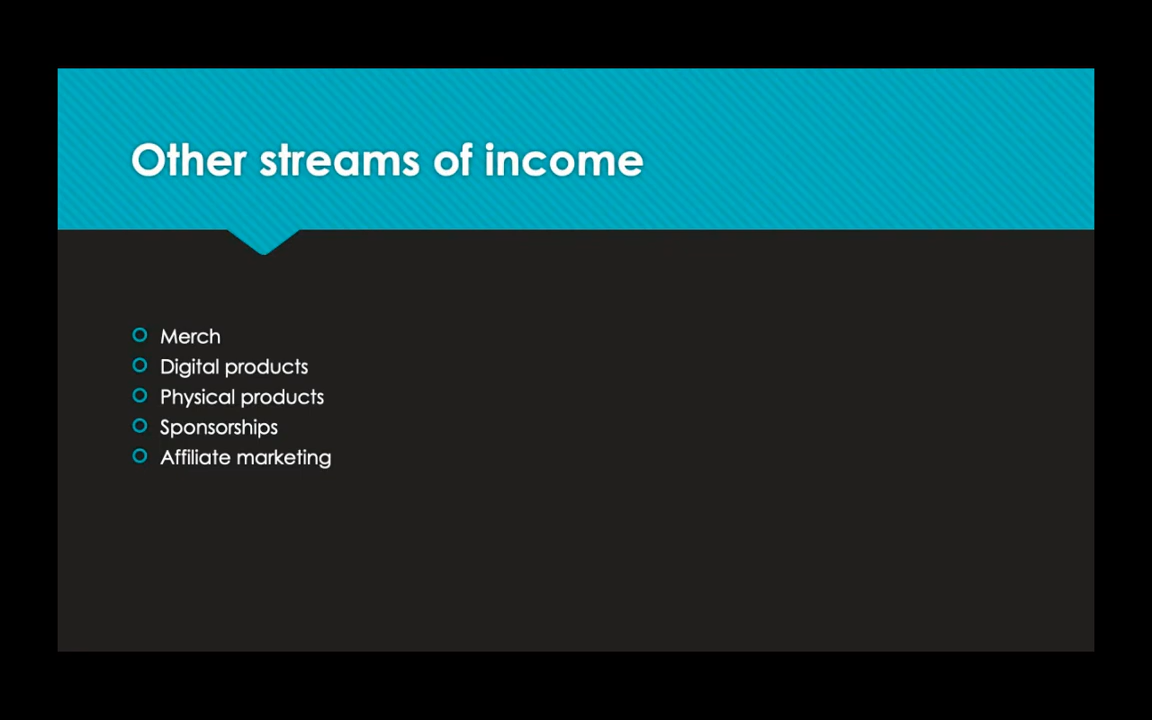 Other streams of income
Merch
Digital products
Physical products
Sponsorships
Affiliate marketing